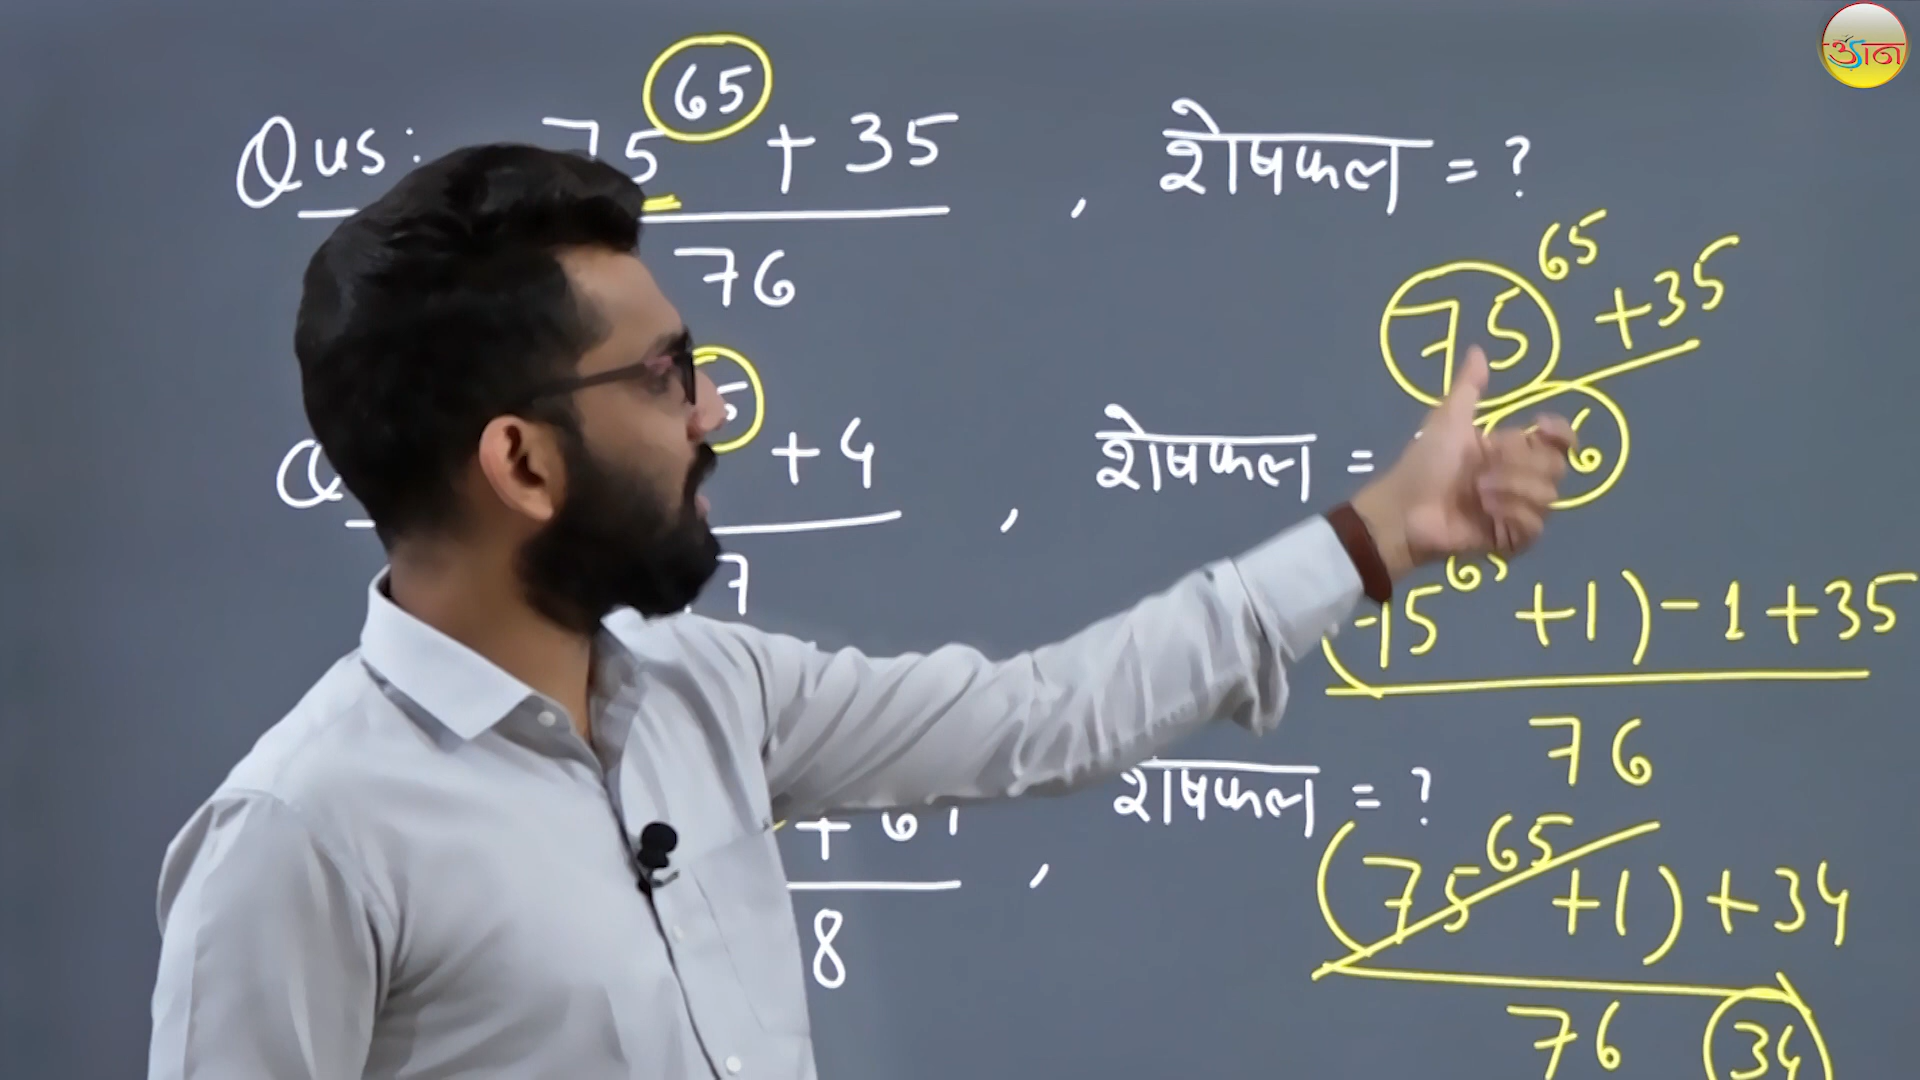 Qus: 75^65 + 35 , शेषफल = ?
76
+ 4 , शेषफल =
7
शेषफल = ?
8
75^65 + 35
75^65 + 1) - 1 + 35
76
(75^65 + 1) + 34
76
34
ज्ञान